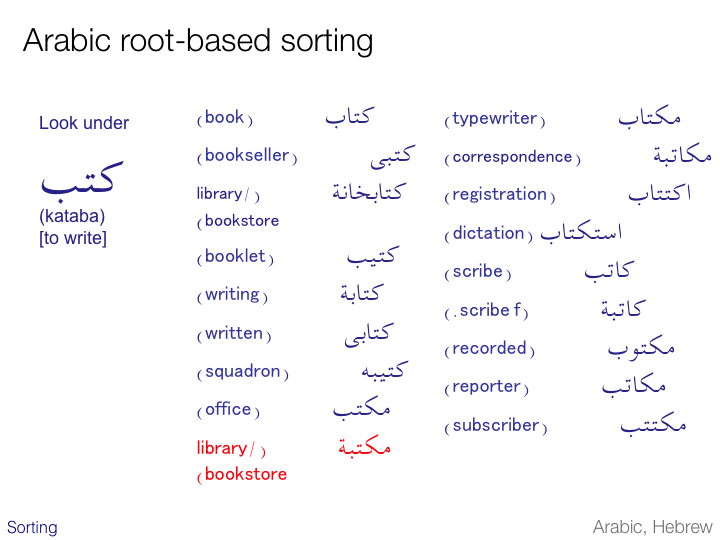 Arabic root-based sorting
Look under
كتب
(kataba)
[to write]
(book) كتاب
(bookseller) كتبى
library/) كتابخانة
(bookstore
(booklet) كتيب
(writing) كتابة
(written) كتابى
(squadron) كتيبه
(office) مكتب
library/) مكتبة
(bookstore
(typewriter) مكتاب
(correspondence) مكاتبة
(registration) اكتتاب
(dictation) استكتاب
(scribe) كاتب
(.scribe f) كاتبة
(recorded) مكتوب
(reporter) مكاتب
(subscriber) مكتتب
Sorting
Arabic, Hebrew